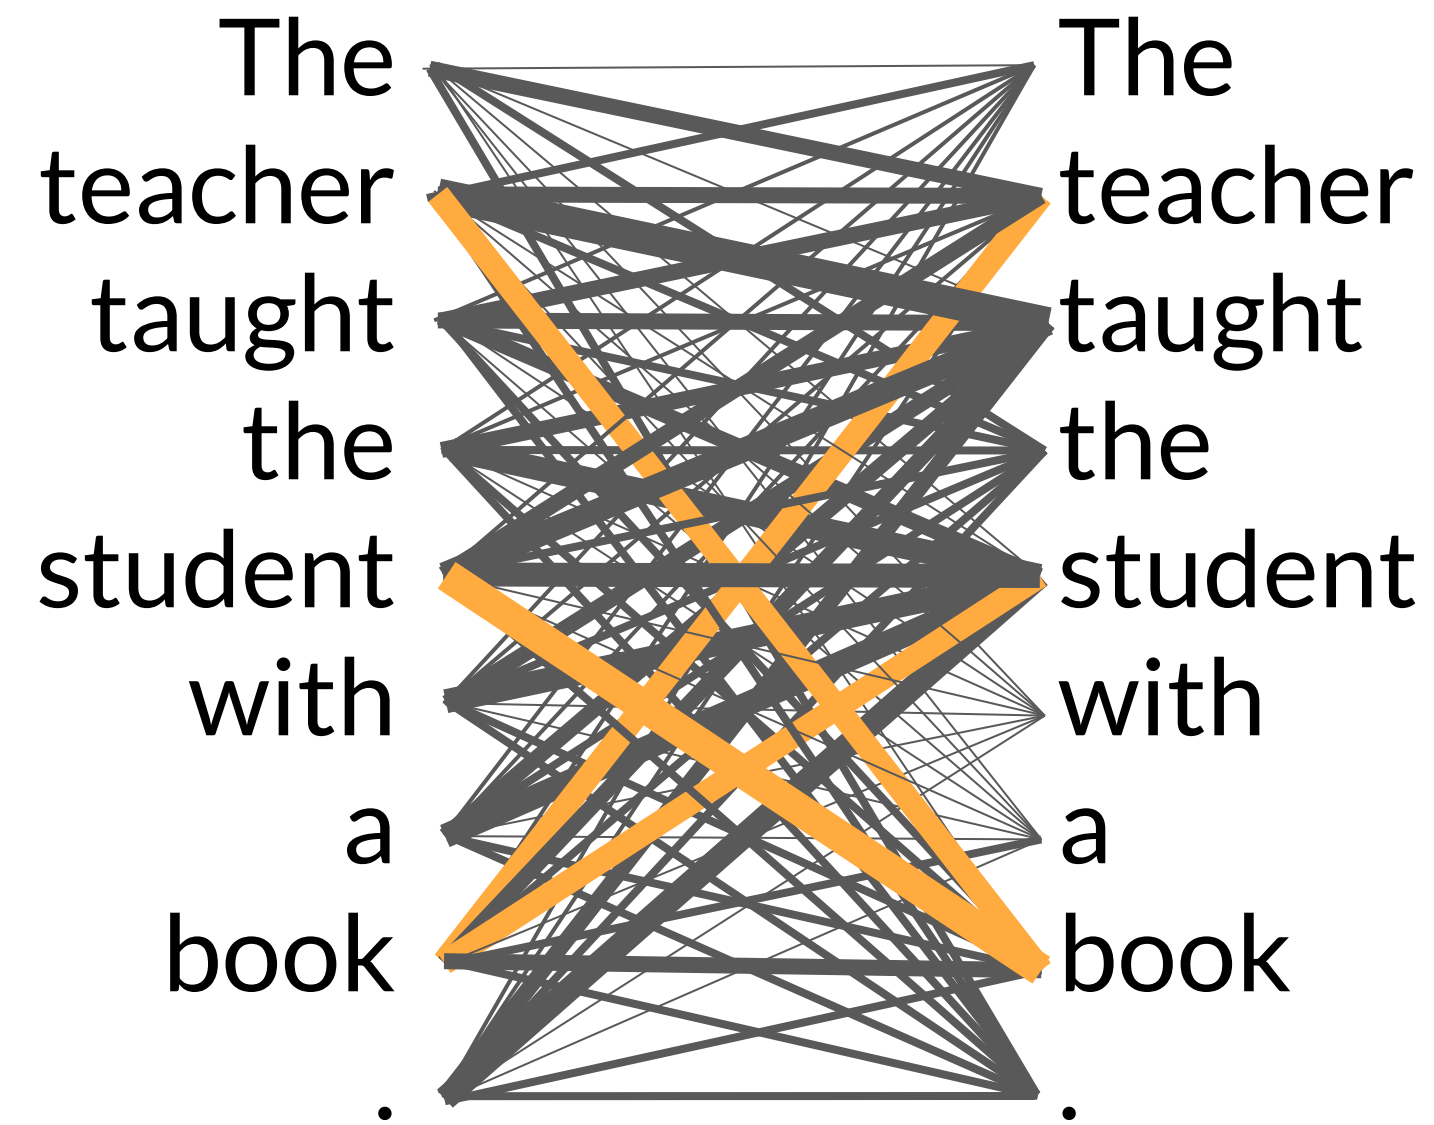 The The
teacher teacher
taught taught
the the
student student
with with
a a
book book
. .